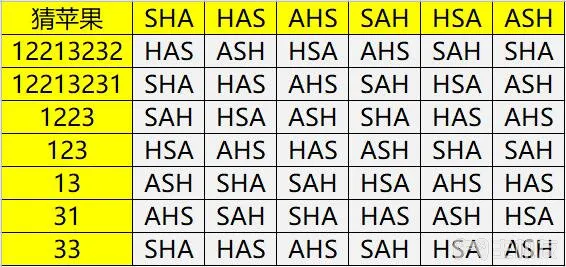 猜苹果 SHA HAS AHS SAH HSA ASH
12213232 HAS ASH HSA AHS SAH SHA
12213231 SHA HAS AHS SAH HSA ASH
1223 SAH HSA ASH SHA HAS AHS
123 HSA AHS HAS ASH SHA SAH
13 ASH SHA SAH HSA AHS HAS
31 AHS SAH SHA HAS ASH HSA
33 SHA HAS AHS SAH HSA ASH